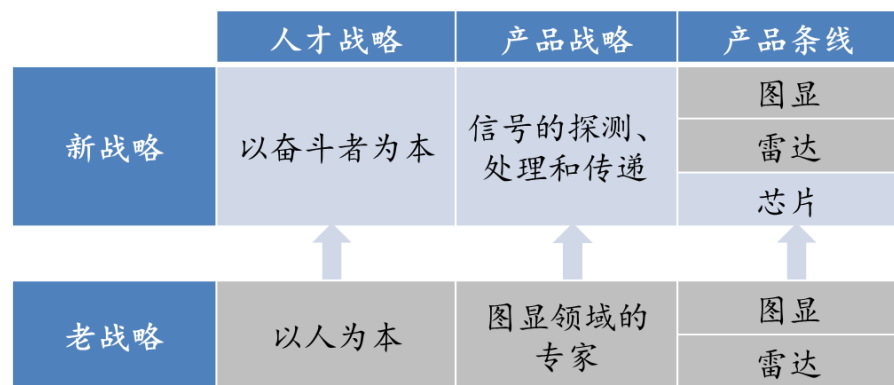 人才战略
产品战略
产品条线
新战略
以奋斗者为本
信号的探测、
处理和传递
图显
雷达
芯片
老战略
以人为本
图显领域的
专家
图显
雷达